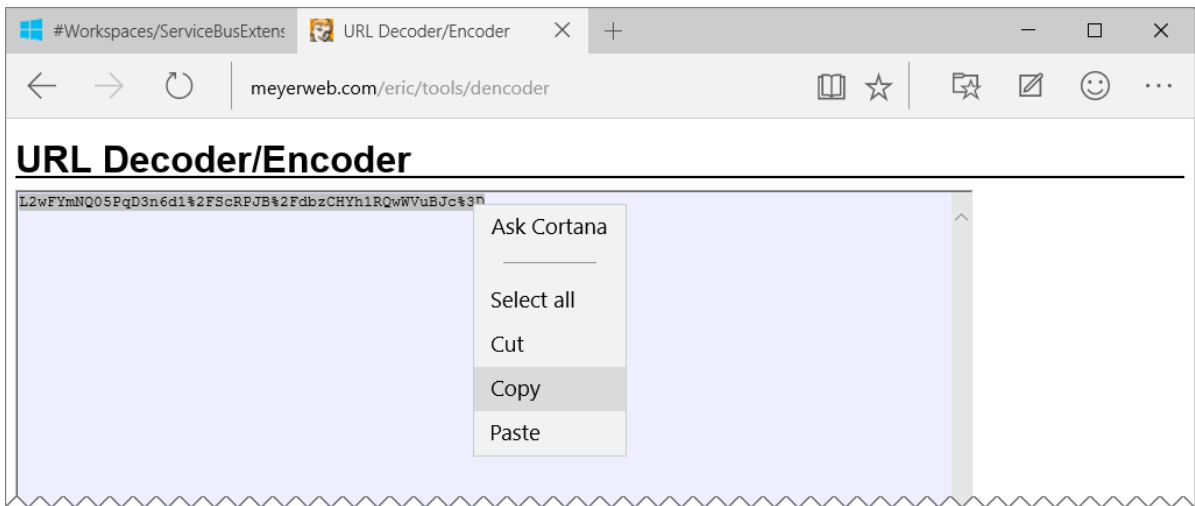 #Workspaces/ServiceBusExtens
URL Decoder/Encoder
meyerweb.com/eric/tools/dencoder
URL Decoder/Encoder
L2wFYmNQ05PqD3n6d1%2FScRPJB%2FdbzCHYh1RQwWVuBJc%3D
Ask Cortana
Select all
Cut
Copy
Paste